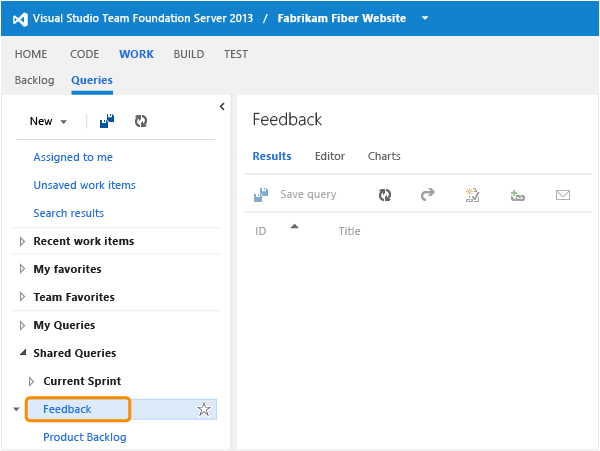 Visual Studio Team Foundation Server 2013 / Fabrikam Fiber Website
HOME CODE WORK BUILD TEST
Backlog Queries
New
Assigned to me
Unsaved work items
Search results
Recent work items
My favorites
Team Favorites
My Queries
Shared Queries
Current Sprint
Feedback
Product Backlog
Feedback
Results Editor Charts
Save query
ID Title